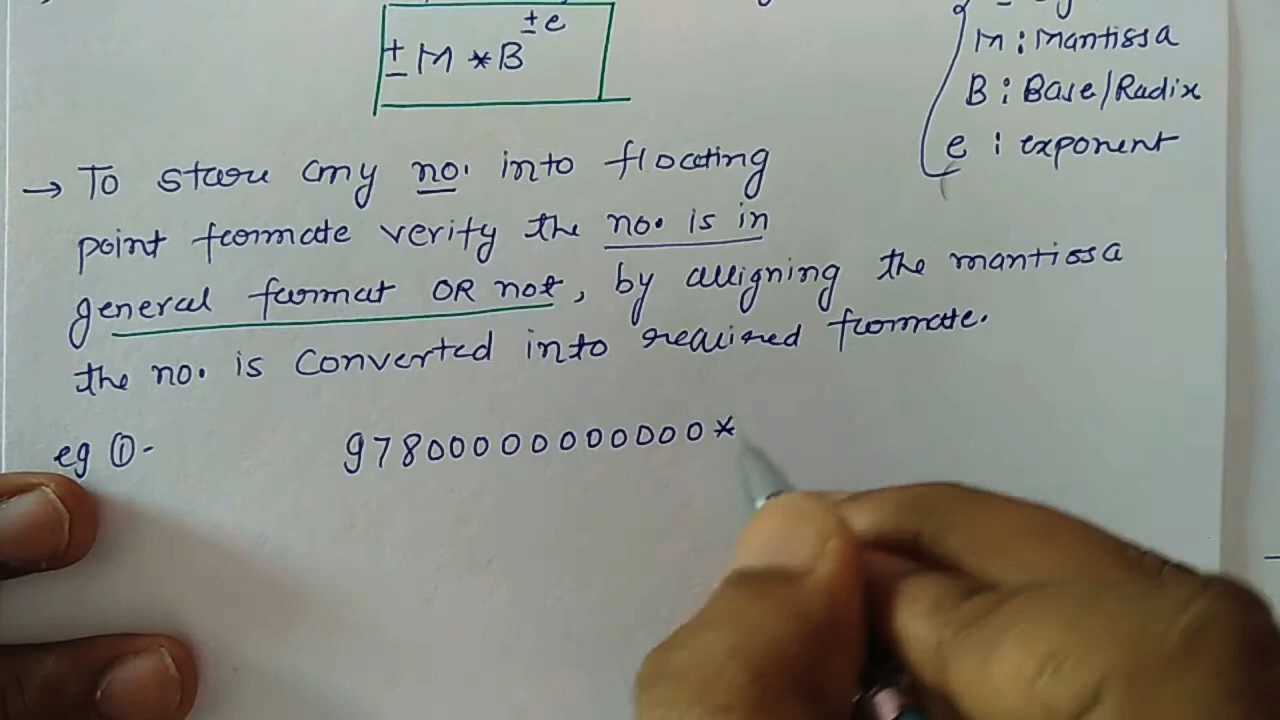 ± M * B ± e
M : Mantissa
B : Base/Radix
e : exponent
→ To store any no. into floating
point formate verify the no. is in
general format OR not, by alligning the mantissa
the no. is converted into required formate.
eg ①- 9780000000000*